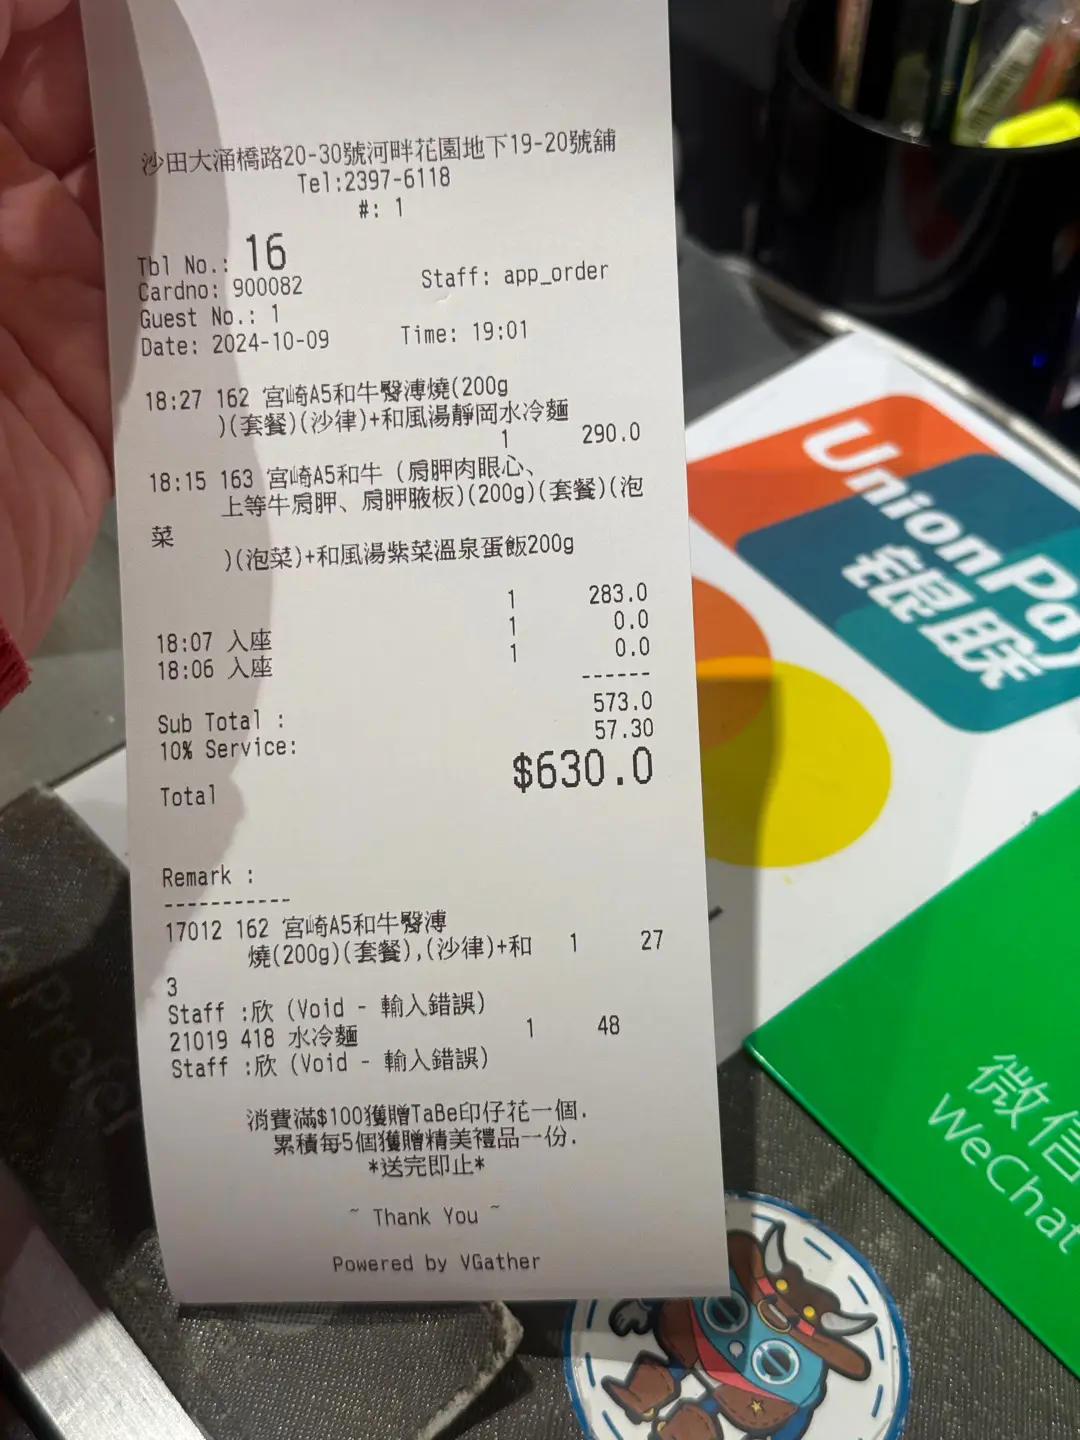 沙田大涌橋路20-30號河畔花園地下19-20號舖
Tel:2397-6118
#: 1
Tbl No.: 16
Cardno: 900082 Staff: app_order
Guest No.: 1
Date: 2024-10-09 Time: 19:01
18:27 162 宮崎A5和牛醫溥燒(200g
)(套餐)(沙律)+和風湯靜岡水冷麵
1 290.0
18:15 163 宮崎A5和牛 (肩胛肉眼心、
上等牛肩胛、肩胛腋板)(200g)(套餐)(泡
菜
)(泡菜)+和風湯紫菜溫泉蛋飯200g
1 283.0
18:07 入座 1 0.0
18:06 入座 1 0.0
------
Sub Total : 573.0
10% Service: 57.30
Total $630.0
Remark :
-----------
17012 162 宮崎A5和牛醫溥
燒(200g)(套餐),(沙律)+和 1 27
3
Staff :欣 (Void - 輸入錯誤)
21019 418 水冷麵 1 48
Staff :欣 (Void - 輸入錯誤)
消費滿$100獲贈TaBe印仔花一個.
累積每5個獲贈精美禮品一份.
*送完即止*
~ Thank You ~
Powered by VGather
UnionPay
银联
微信
WeChat